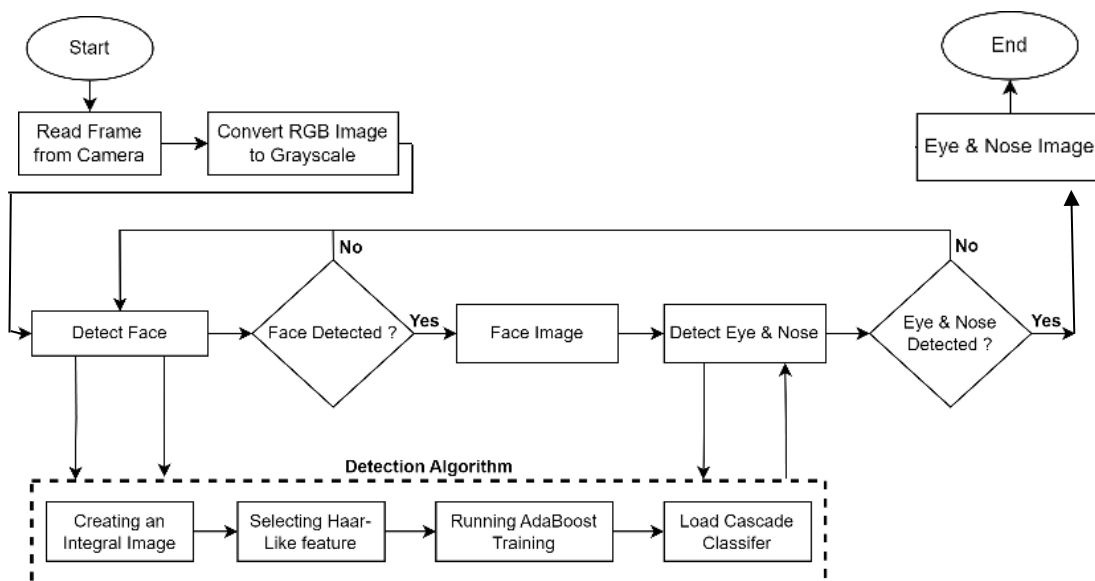 Start
End
Read Frame
from Camera
Convert RGB Image
to Grayscale
Eye & Nose Image
No
No
Detect Face
Face Detected ?
Yes
Face Image
Detect Eye & Nose
Eye & Nose
Detected ?
Yes
Detection Algorithm
Creating an
Integral Image
Selecting Haar-
Like feature
Running AdaBoost
Training
Load Cascade
Classifer